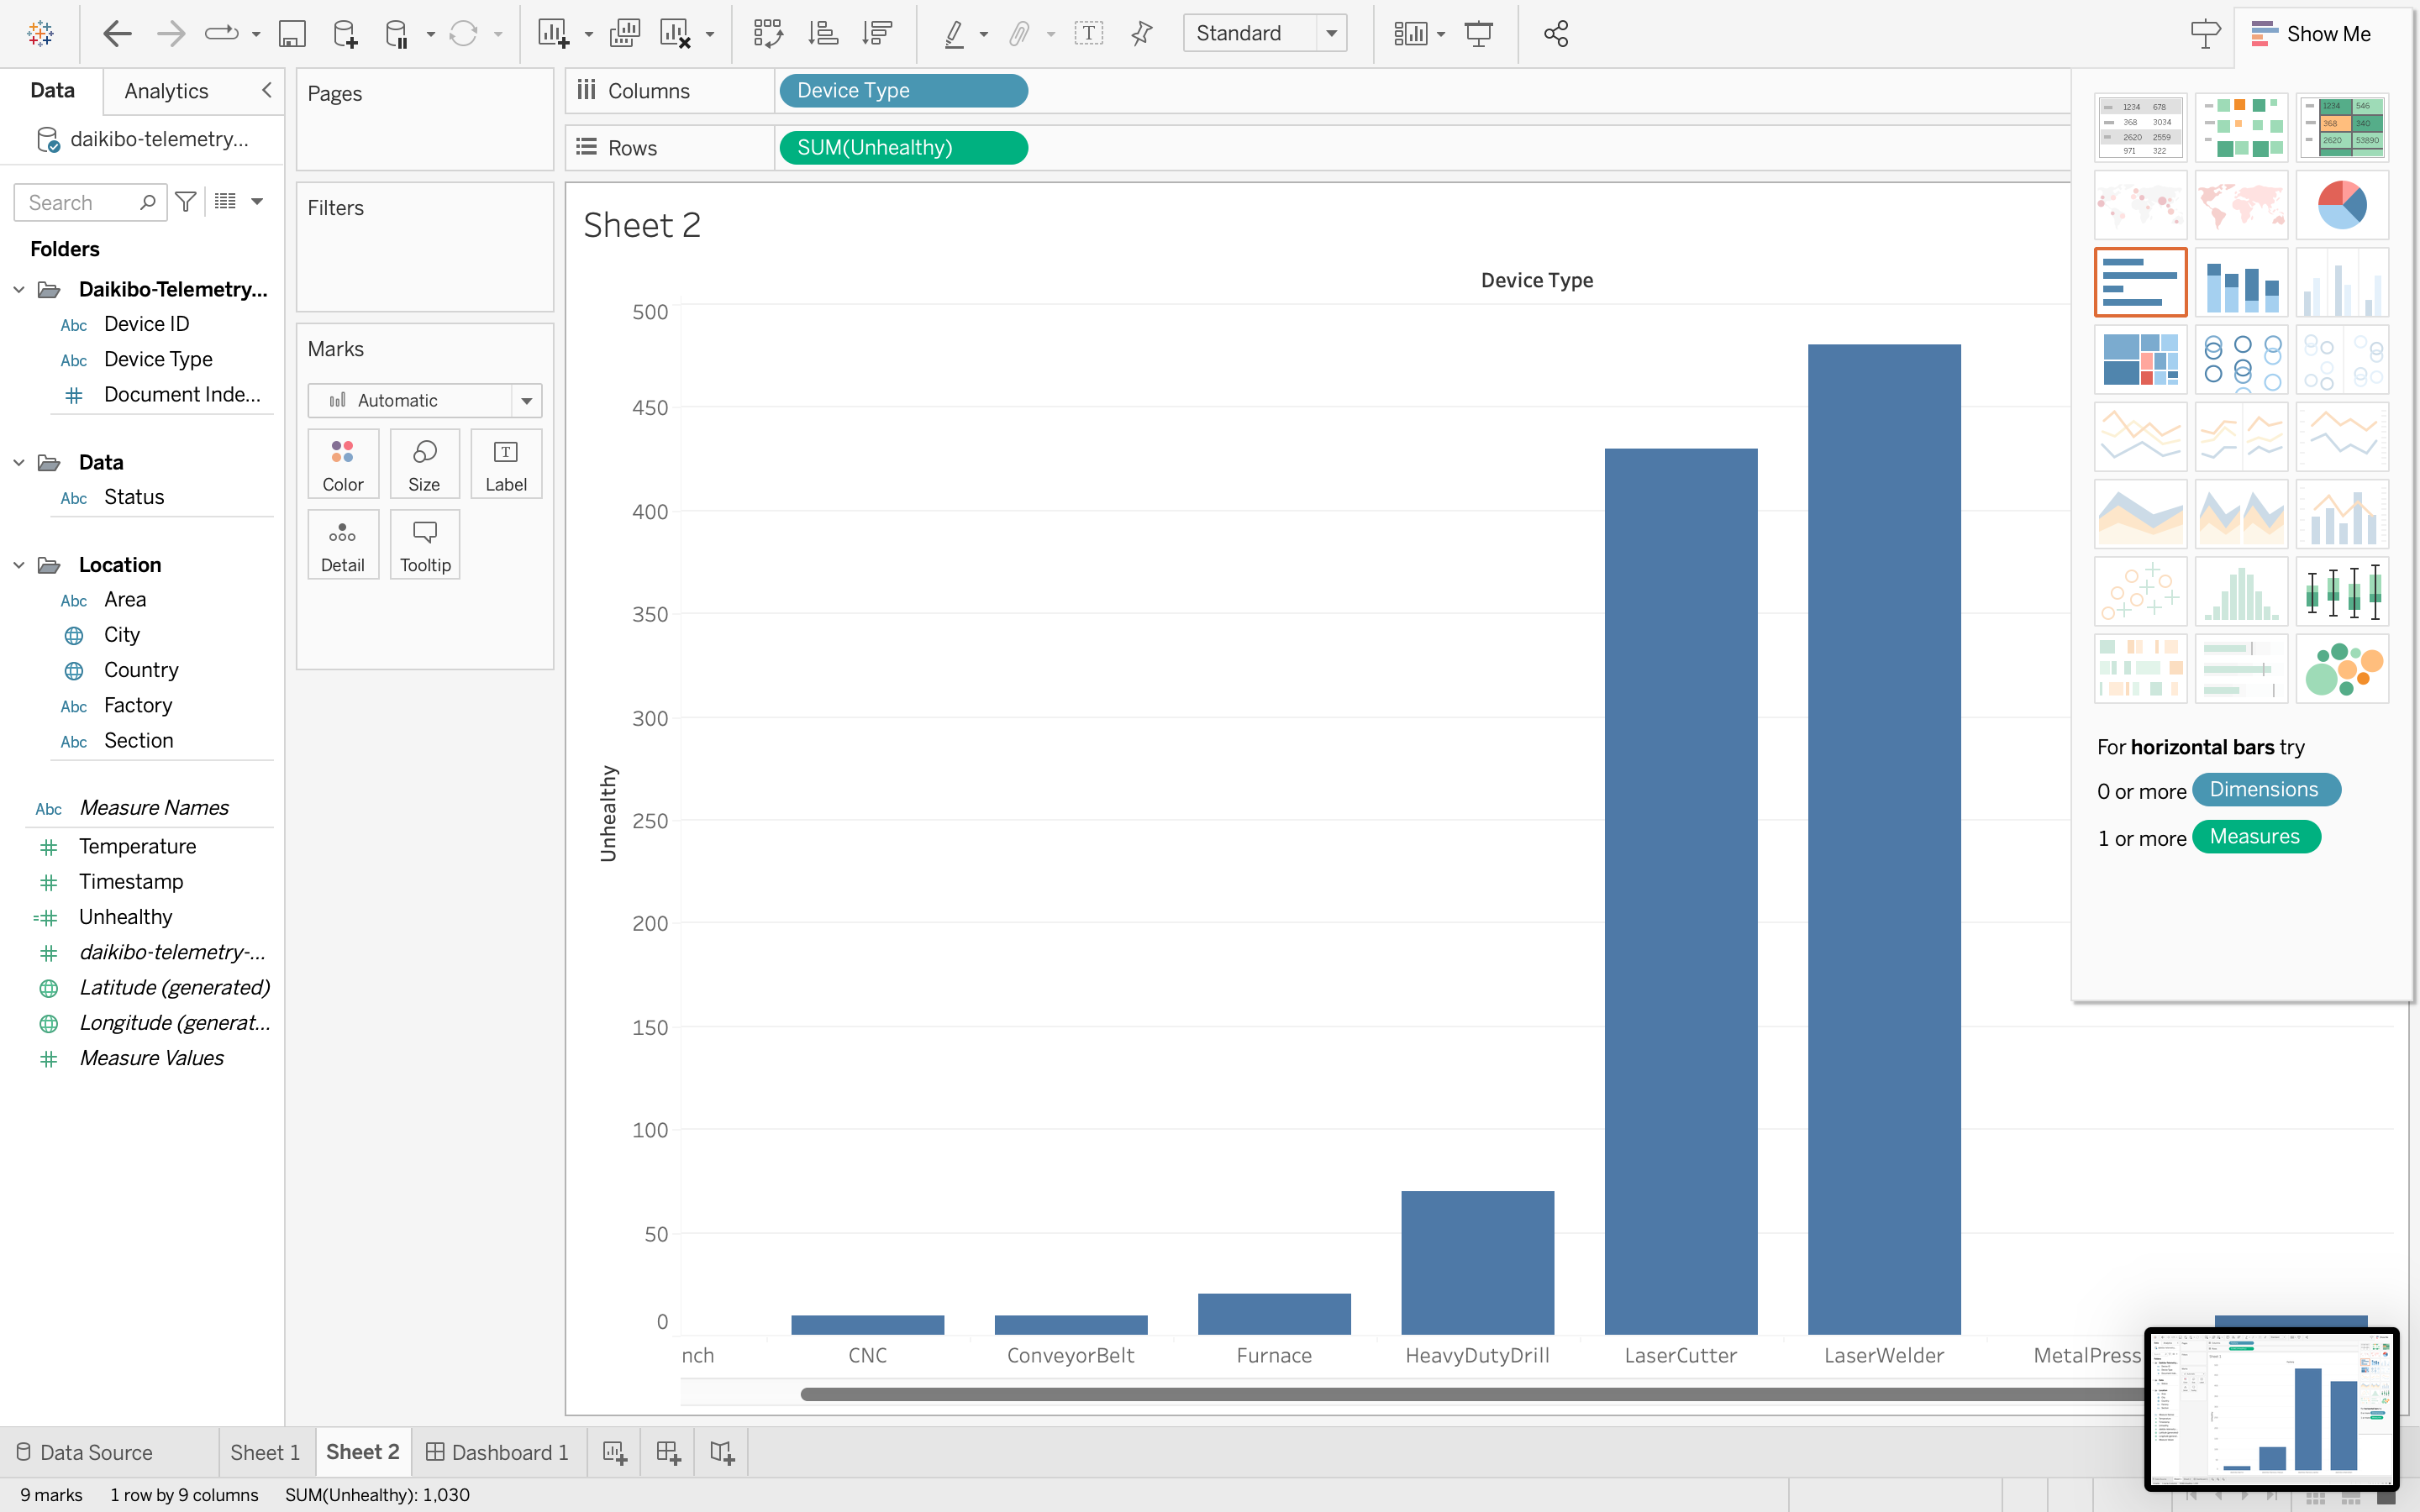 Standard
Show Me
Data
Analytics
daikibo-telemetry...
Search
Folders
Daikibo-Telemetry...
Abc Device ID
Abc Device Type
Document Inde...
Data
Abc Status
Location
Abc Area
City
Country
Abc Factory
Abc Section
Abc Measure Names
Temperature
Timestamp
Unhealthy
daikibo-telemetry-...
Latitude (generated)
Longitude (generat...
Measure Values
Pages
Filters
Marks
Automatic
Color Size Label
Detail Tooltip
Columns Device Type
Rows SUM(Unhealthy)
Sheet 2
Device Type
Unhealthy
500
450
400
350
300
250
200
150
100
50
0
nch CNC ConveyorBelt Furnace HeavyDutyDrill LaserCutter LaserWelder MetalPress
1234 678
368 3034
2620 2559
971 322
1234 546
368 340
2620 53890
For horizontal bars try
0 or more Dimensions
1 or more Measures
Data Source Sheet 1 Sheet 2 Dashboard 1
9 marks 1 row by 9 columns SUM(Unhealthy): 1,030